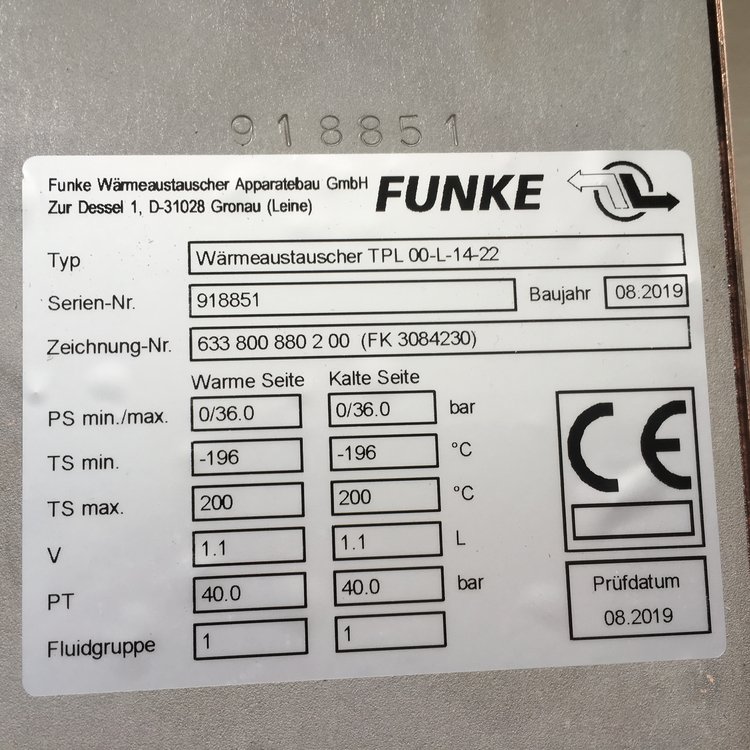 918851
Funke Wärmeaustauscher Apparatebau GmbH FUNKE
Zur Dessel 1, D-31028 Gronau (Leine)
Typ Wärmeaustauscher TPL 00-L-14-22
Serien-Nr. 918851 Baujahr 08.2019
Zeichnung-Nr. 633 800 880 2 00 (FK 3084230)
Warme Seite Kalte Seite
PS min./max. 0/36.0 0/36.0 bar
TS min. -196 -196 °C
TS max. 200 200 °C
V 1.1 1.1 L
PT 40.0 40.0 bar
Fluidgruppe 1 1
CE
Prüfdatum
08.2019